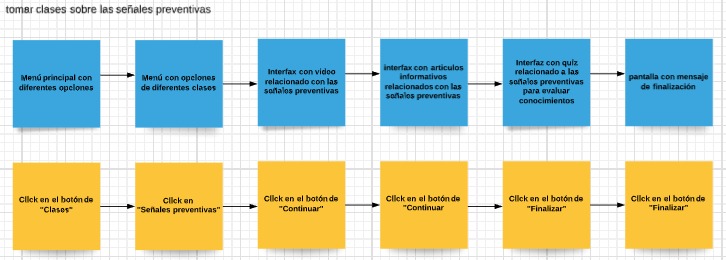 tomar clases sobre las señales preventivas
Menú principal con
diferentes opciones
Menú con opciones
de diferentes clases
Interfax con video
relacionado con las
señales preventivas
interfax con articulos
informativos
relacionados con las
señales preventivas
Interfaz con quiz
relacionado a las
señales preventivas
para evaluar
conocimientos
pantalla con mensaje
de finalización
Click en el botón de
"Clases"
Click en
"Señales preventivas"
Click en el botón de
"Continuar"
Click en el botón de
"Continuar
Click en el botón de
"Finalizar"
Click en el botón de
"Finalizar"